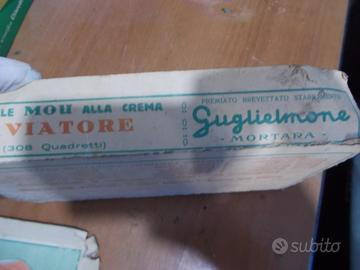 LE MOU ALLA CREMA
VIATORE
(308 Quadretti)
PREMIATO BREVETTATO STABILIMENTO
Guglielmone
- MORTARA -
subito